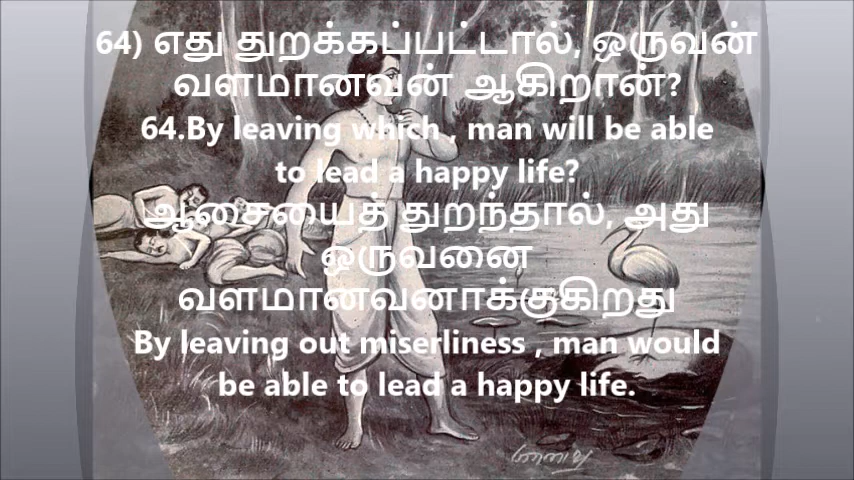 64) எது துறக்கப்பட்டால், ஒருவன்
வளமானவன் ஆகிறான்?
64.By leaving which , man will be able
to lead a happy life?
ஆசையைத் துறந்தால், அது
ஒருவனை
வளமானவனாக்குகிறது
By leaving out miserliness , man would
be able to lead a happy life.